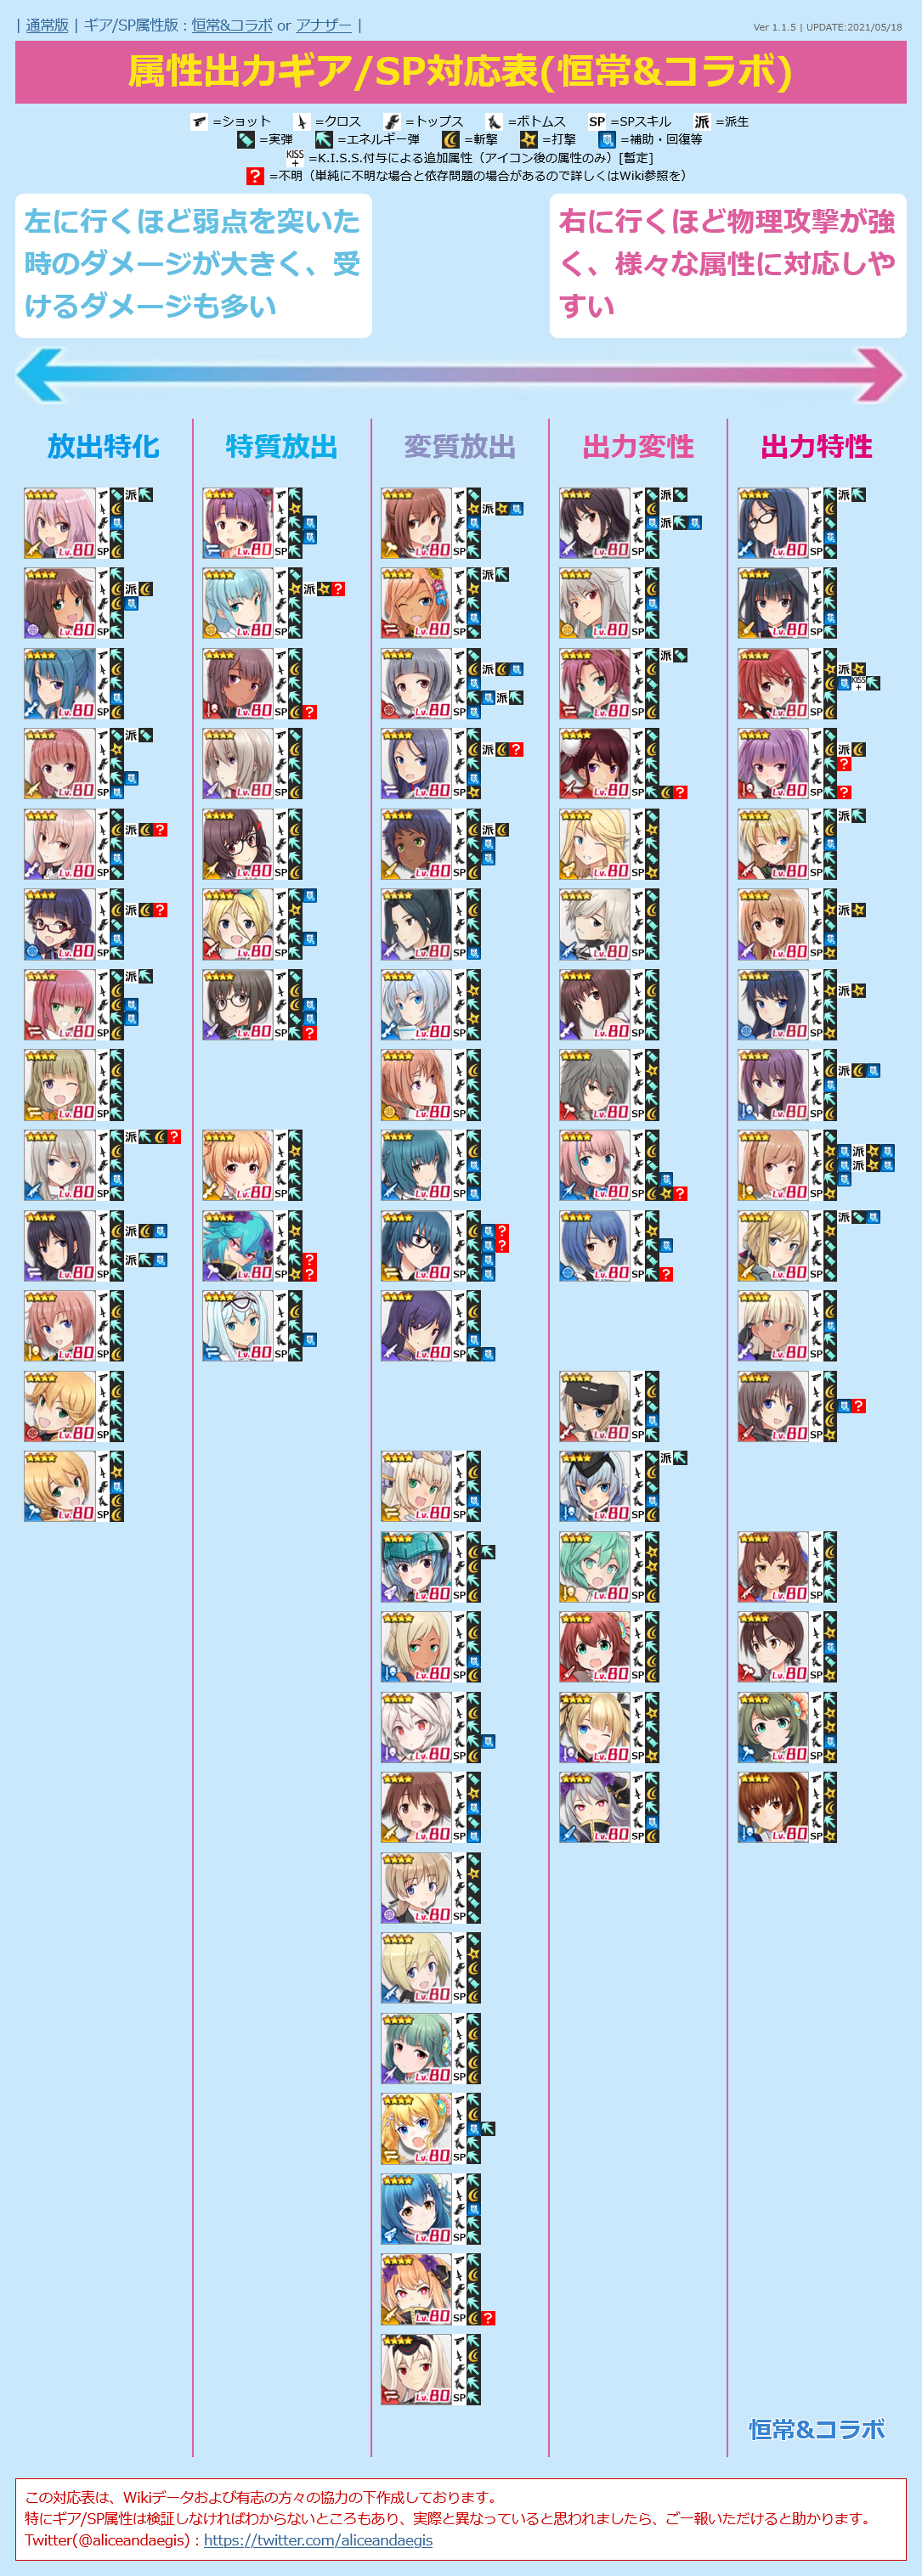 | 通常版 | ギア/SP属性版 : 恒常&コラボ or アナザー |
Ver 1.1.5 | UPDATE:2021/05/18
属性出力ギア/SP対応表(恒常&コラボ)
=ショット =クロス =トップス =ボトムス SP =SPスキル 派 =派生
=実弾 =エネルギー弾 =斬撃 =打撃 =補助・回復等
KISS + =K.I.S.S.付与による追加属性（アイコン後の属性のみ）[暫定]
? =不明（単純に不明な場合と依存問題の場合があるので詳しくはWiki参照を）
左に行くほど弱点を突いた
時のダメージが大きく、受
けるダメージも多い
右に行くほど物理攻撃が強
く、様々な属性に対応しや
すい
放出特化 特質放出 変質放出 出力変性 出力特性
恒常&コラボ
この対応表は、Wikiデータおよび有志の方々の協力の下作成しております。
特にギア/SP属性は検証しなければわからないところもあり、実際と異なっていると思われましたら、ご一報いただけると助かります。
Twitter(@aliceandaegis) : https://twitter.com/aliceandaegis